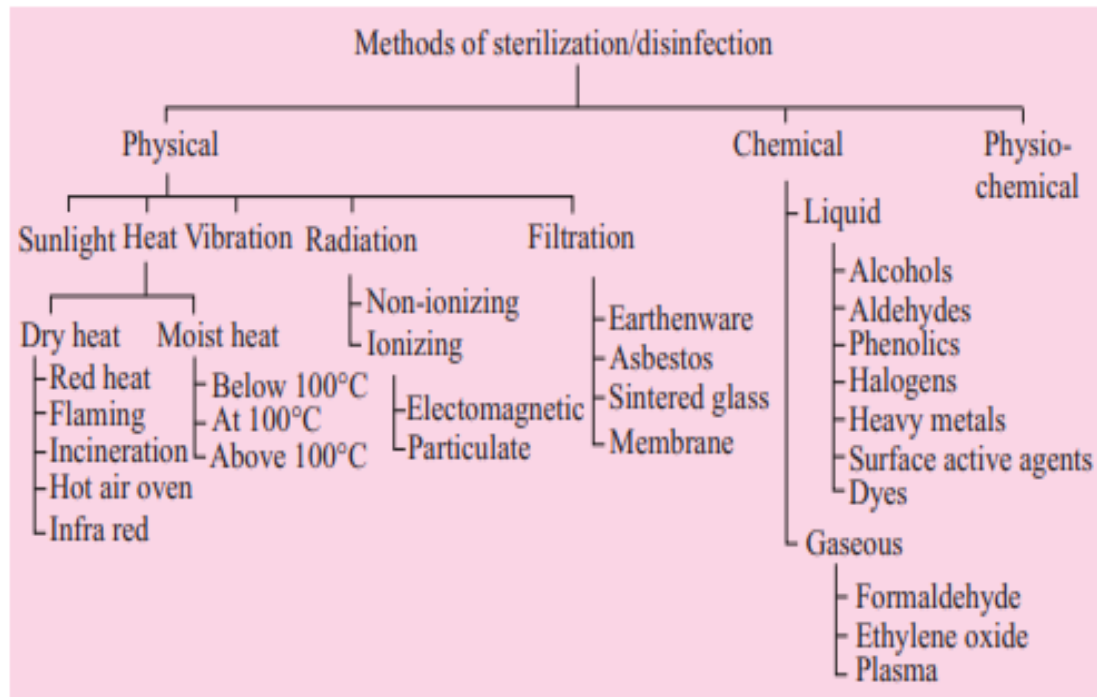 Methods of sterilization/disinfection
Physical
Chemical
Physio-
chemical
Sunlight
Heat
Vibration
Radiation
Filtration
Dry heat
Red heat
Flaming
Incineration
Hot air oven
Infra red
Moist heat
Below 100°C
At 100°C
Above 100°C
Non-ionizing
Ionizing
Electomagnetic
Particulate
Earthenware
Asbestos
Sintered glass
Membrane
Liquid
Alcohols
Aldehydes
Phenolics
Halogens
Heavy metals
Surface active agents
Dyes
Gaseous
Formaldehyde
Ethylene oxide
Plasma